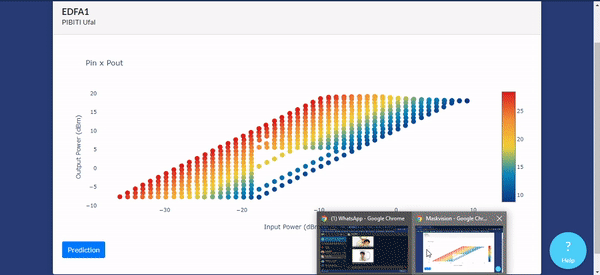 EDFA1
PIBITI Ufal
Pin x Pout
Output Power (dBm)
20
15
10
5
0
−5
−10
−30
−20
−10
0
10
Input Power (dBm
25
20
15
10
Prediction
(1) WhatsApp - Google Chrome
Maskvision - Google Chr...
?
Help